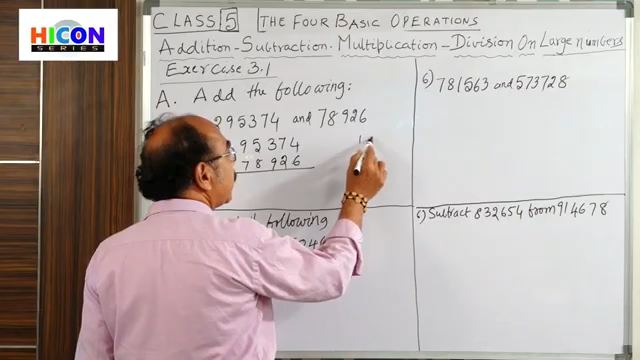 HICON
SERIES
CLASS 5 THE FOUR BASIC OPERATIONS
Addition-Subtraction. Multiplication-Division On Large numbers
Exercise 3.1
A. Add the following:
295374 and 78926
95374
78926
following
6) 781563 and 573728
c) Subtract 832654 from 914678